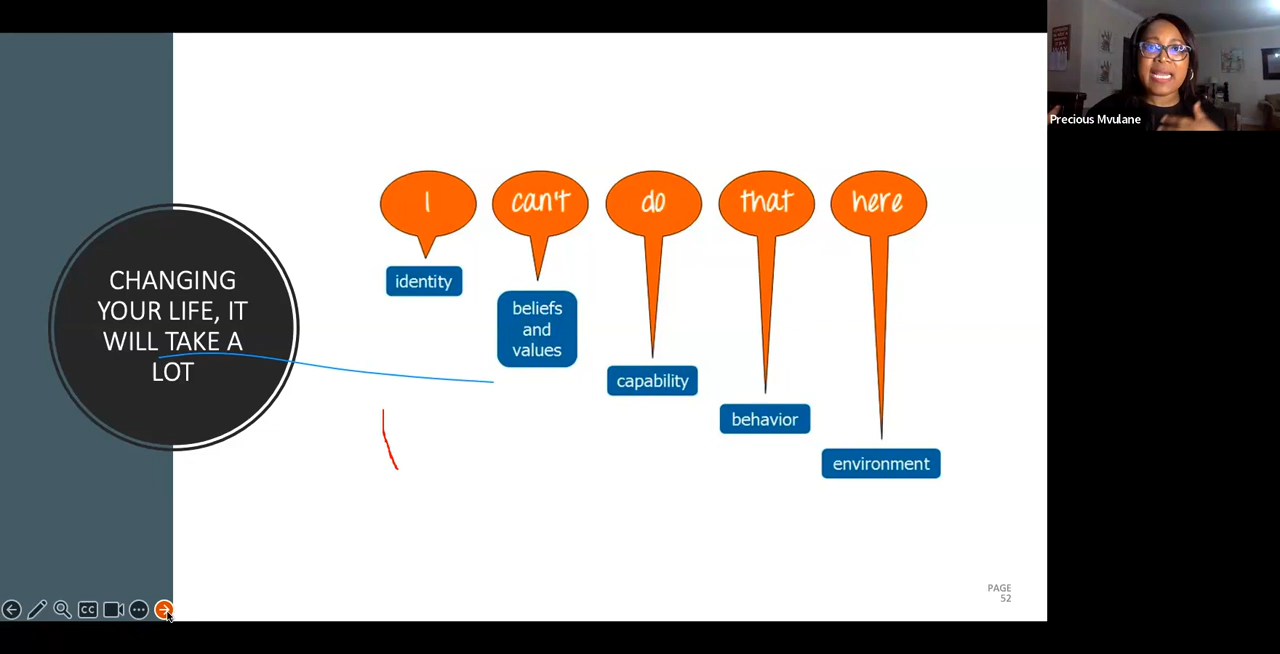 Precious Mvulane
CHANGING
YOUR LIFE, IT
WILL TAKE A
LOT
I
can't
do
that
here
identity
beliefs
and
values
capability
behavior
environment
PAGE
52
CC